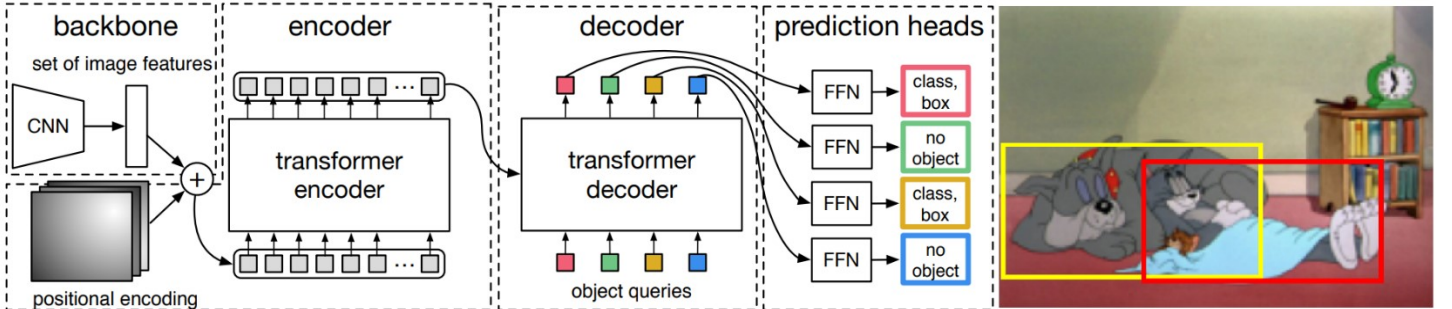 backbone
set of image features
CNN
+
positional encoding
encoder
···
transformer
encoder
···
decoder
transformer
decoder
object queries
prediction heads
FFN
class,
box
FFN
no
object
FFN
class,
box
FFN
no
object